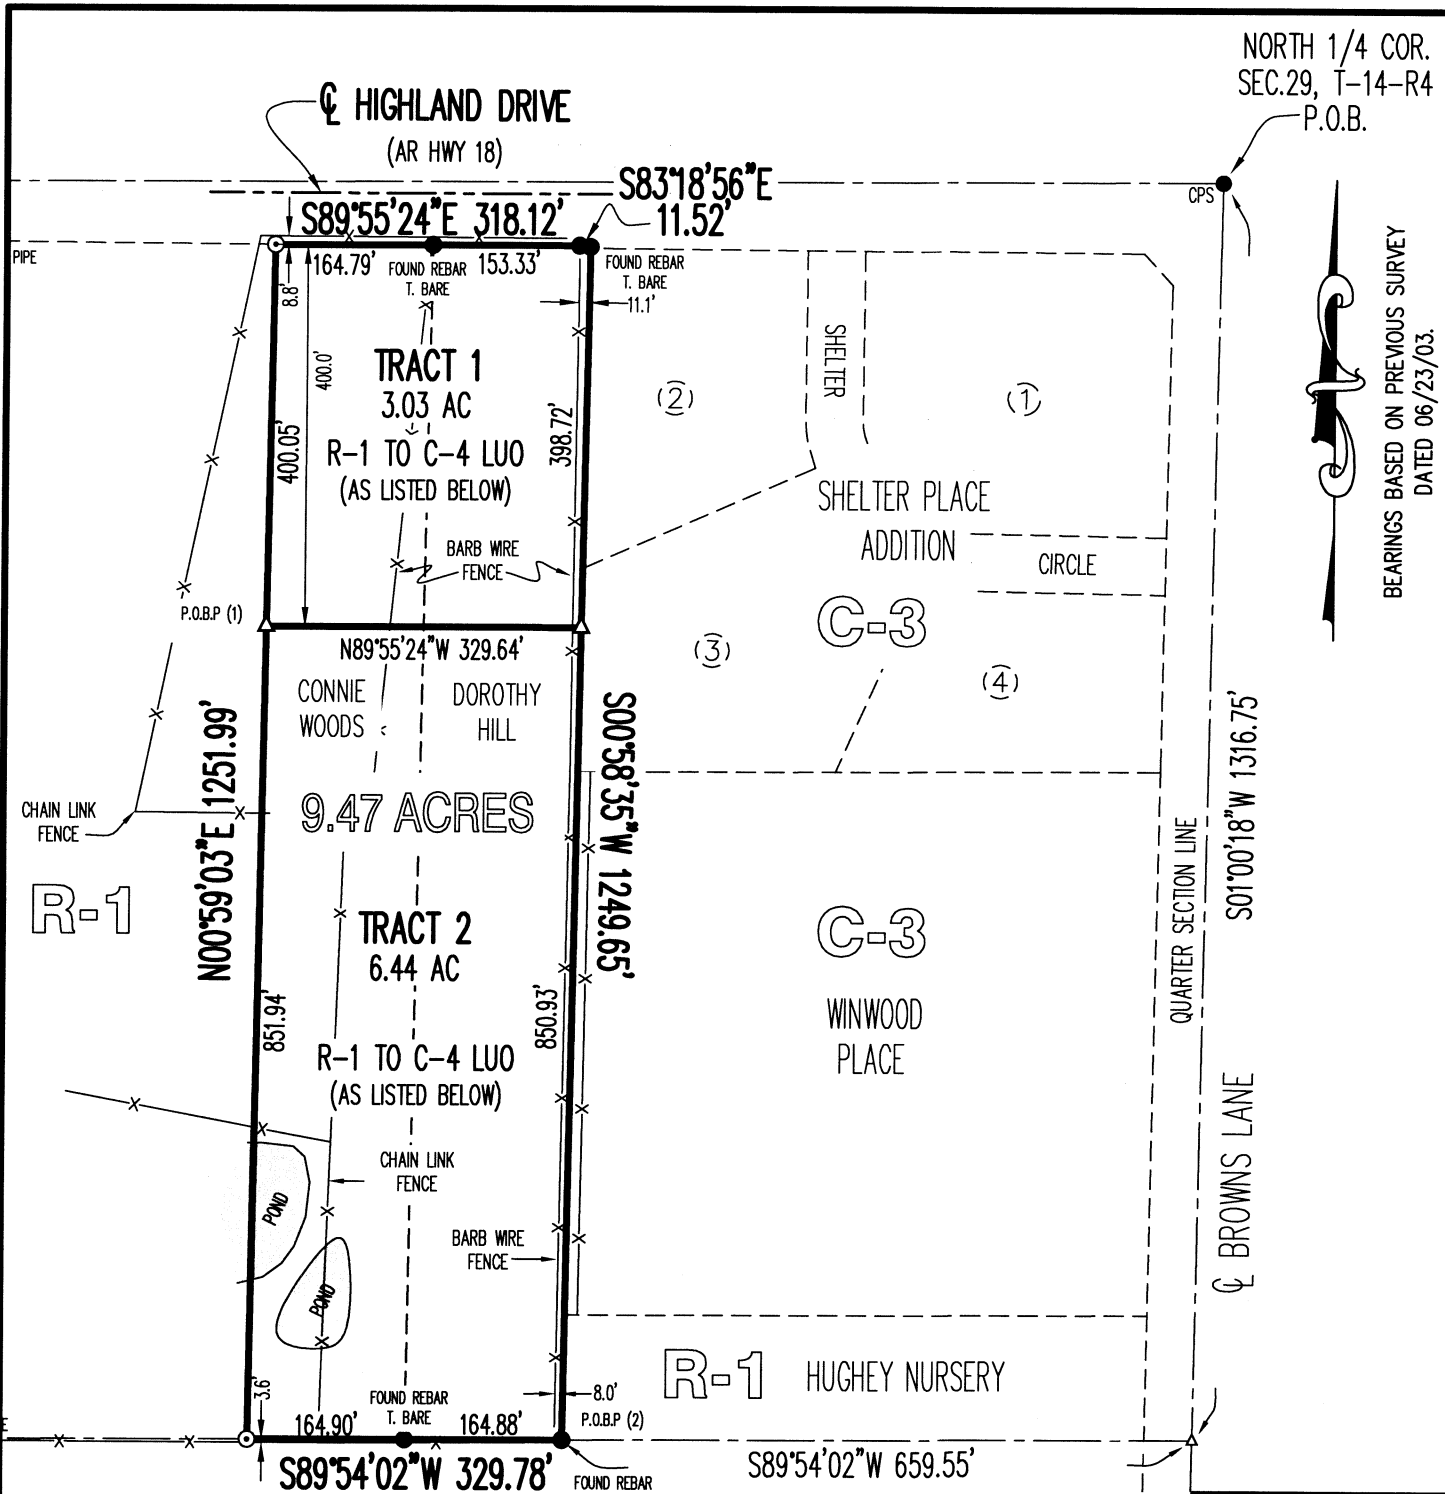 NORTH 1/4 COR.
SEC.29, T-14-R4
P.O.B.
CPS
℄ HIGHLAND DRIVE
(AR HWY 18)
S83°18'56"E
11.52'
S89°55'24"E 318.12'
PIPE
164.79'
FOUND REBAR
T. BARE
153.33'
FOUND REBAR
T. BARE
11.1'
8.8'
400.0'
400.05'
398.72'
TRACT 1
3.03 AC
R-1 TO C-4 LUO
(AS LISTED BELOW)
BARB WIRE
FENCE
P.O.B.P (1)
N89°55'24"W 329.64'
CONNIE
WOODS
DOROTHY
HILL
9.47 ACRES
N00°59'03"E 1251.99'
S00°58'35"W 1249.65'
CHAIN LINK
FENCE
R-1
TRACT 2
6.44 AC
851.94'
850.93'
R-1 TO C-4 LUO
(AS LISTED BELOW)
CHAIN LINK
FENCE
POND
POND
BARB WIRE
FENCE
3.6'
164.90'
FOUND REBAR
T. BARE
164.88'
8.0'
P.O.B.P (2)
S89°54'02"W 329.78'
FOUND REBAR
S89°54'02"W 659.55'
SHELTER
(2)
(1)
SHELTER PLACE
ADDITION
CIRCLE
C-3
(3)
(4)
C-3
WINWOOD
PLACE
R-1
HUGHEY NURSERY
QUARTER SECTION LINE
S01°00'18"W 1316.75'
℄ BROWNS LANE
BEARINGS BASED ON PREVIOUS SURVEY
DATED 06/23/03.